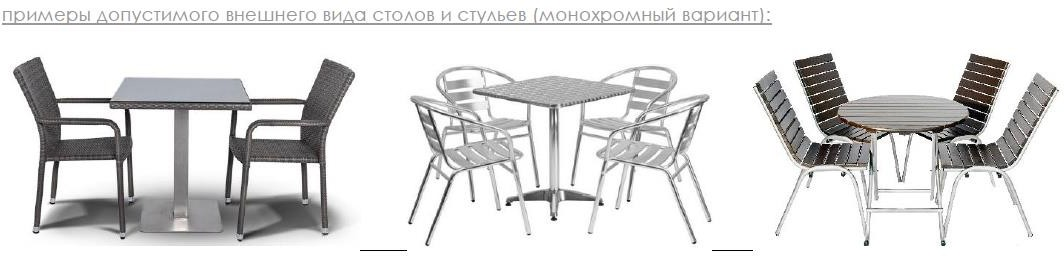 примеры допустимого внешнего вида столов и стульев (монохромный вариант):